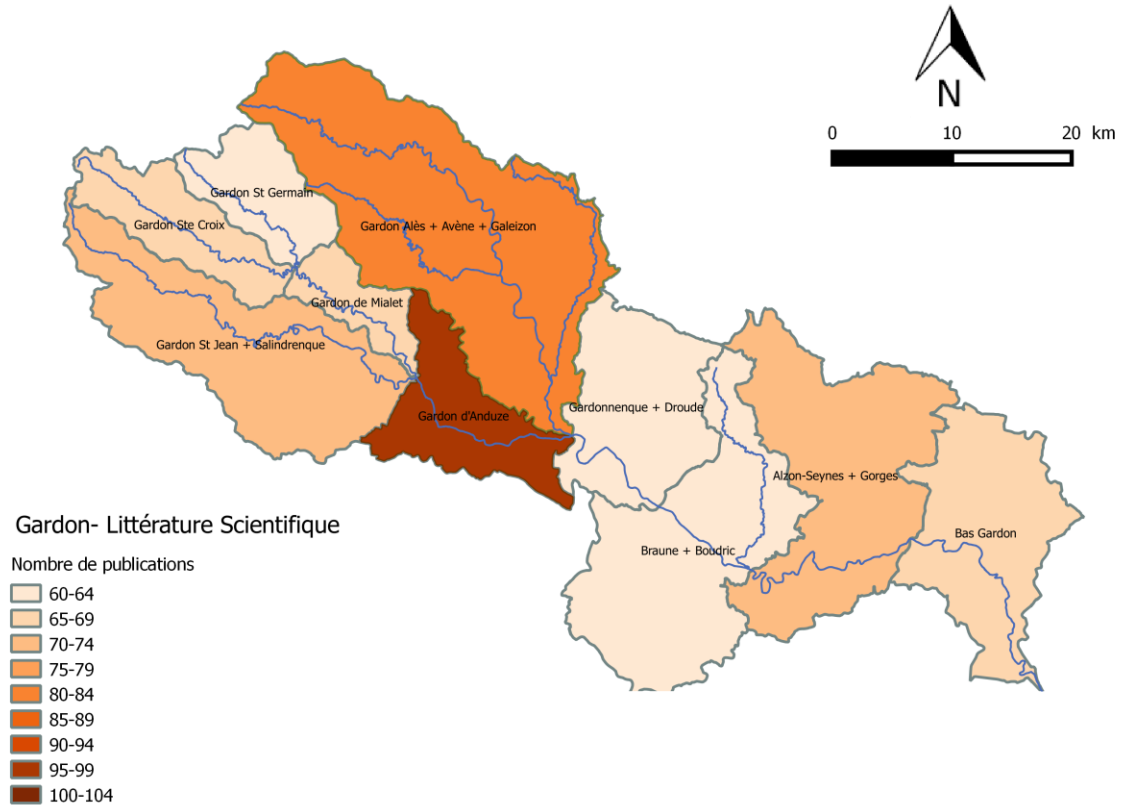 N
0 10 20 km
Gardon St Germain
Gardon Ste Croix
Gardon Alès + Avène + Galeizon
Gardon de Mialet
Gardon St Jean + Salindrenque
Gardonnenque + Droude
Gardon d'Anduze
Alzon-Seynes + Gorges
Bas Gardon
Braune + Boudric
Gardon- Littérature Scientifique
Nombre de publications
60-64
65-69
70-74
75-79
80-84
85-89
90-94
95-99
100-104